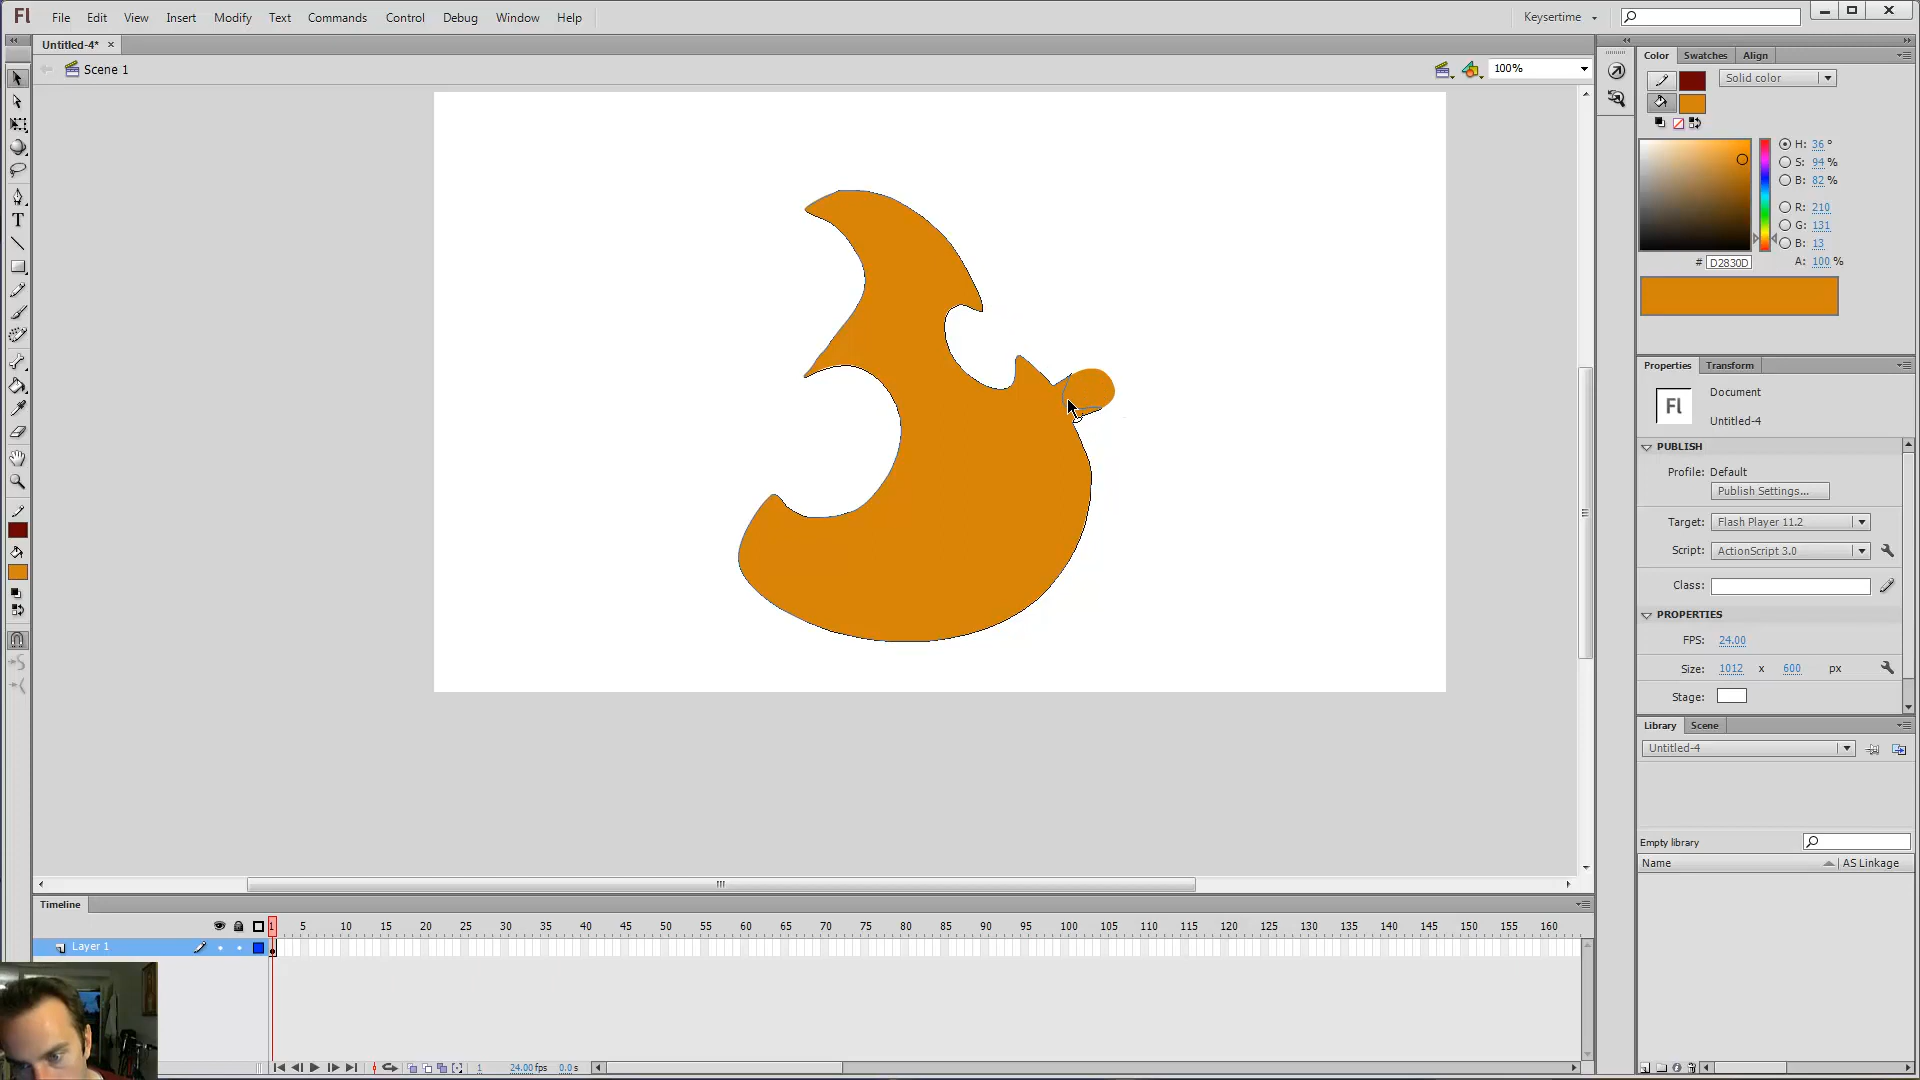 Fl File Edit View Insert Modify Text Commands Control Debug Window Help Keysertime
Untitled-4* ×
Scene 1 100%
Color Swatches Align
Solid color
H: 36 °
S: 94 %
B: 82 %
R: 210
G: 131
B: 13
# D2830D A: 100 %
T
Properties Transform
Fl Document
Untitled-4
PUBLISH
Profile: Default
Publish Settings...
Target: Flash Player 11.2
Script: ActionScript 3.0
Class:
PROPERTIES
FPS: 24.00
Size: 1012 x 600 px
Stage:
Library Scene
Untitled-4
Empty library
Name AS Linkage
Timeline
1 5 10 15 20 25 30 35 40 45 50 55 60 65 70 75 80 85 90 95 100 105 110 115 120 125 130 135 140 145 150 155 160
Layer 1
1 24.00 fps 0.0 s